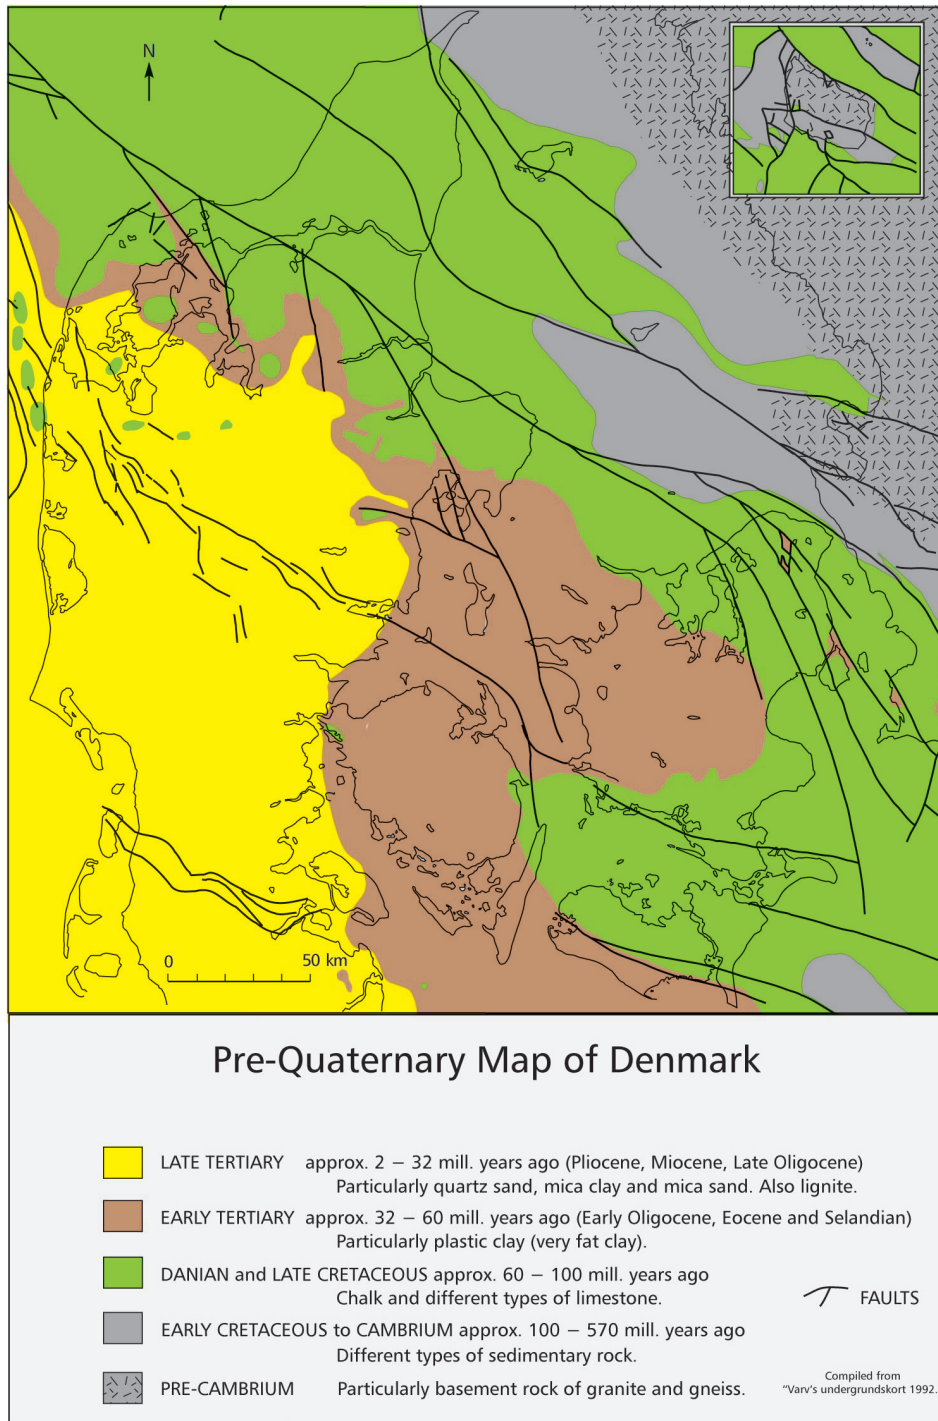 N
0 50 km
Pre-Quaternary Map of Denmark
LATE TERTIARY approx. 2 – 32 mill. years ago (Pliocene, Miocene, Late Oligocene)
Particularly quartz sand, mica clay and mica sand. Also lignite.
EARLY TERTIARY approx. 32 – 60 mill. years ago (Early Oligocene, Eocene and Selandian)
Particularly plastic clay (very fat clay).
DANIAN and LATE CRETACEOUS approx. 60 – 100 mill. years ago
Chalk and different types of limestone.
FAULTS
EARLY CRETACEOUS to CAMBRIUM approx. 100 – 570 mill. years ago
Different types of sedimentary rock.
PRE-CAMBRIUM Particularly basement rock of granite and gneiss.
Compiled from
"Varv's undergrundskort 1992.